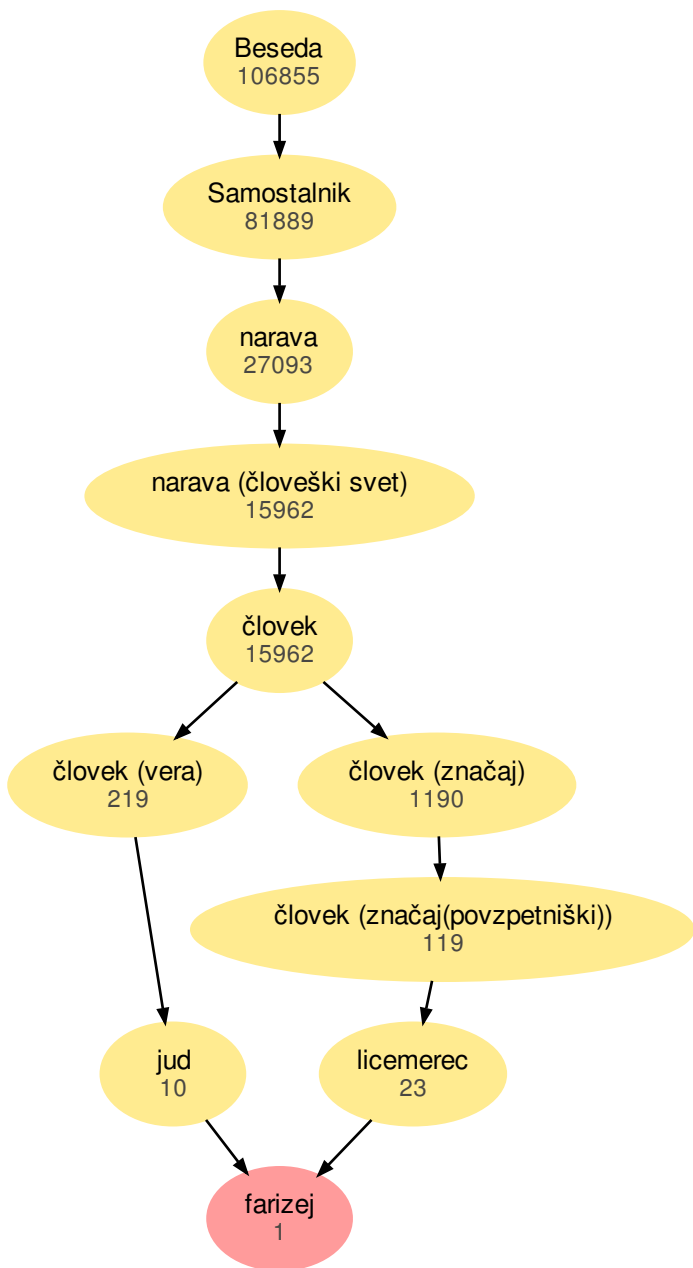 Beseda
106855
Samostalnik
81889
narava
27093
narava (človeški svet)
15962
človek
15962
človek (vera)
219
človek (značaj)
1190
človek (značaj(povzpetniški))
119
jud
10
licemerec
23
farizej
1